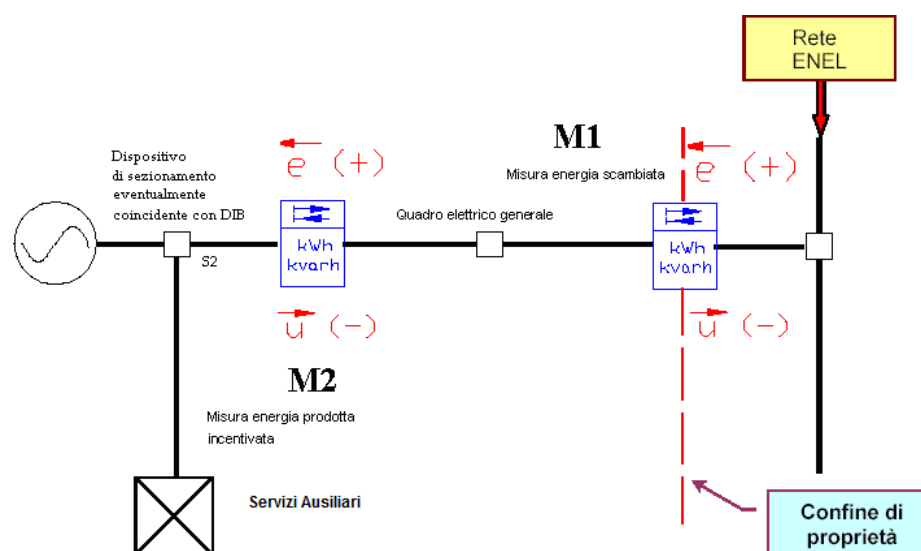 Rete
ENEL
M1
Misura energia scambiata
e (+)
e (+)
Dispositivo
di sezionamento
eventualmente
coincidente con DIB
S2
kWh
kvarh
Quadro elettrico generale
kWh
kvarh
u (-)
u (-)
M2
Misura energia prodotta
incentivata
Servizi Ausiliari
Confine di
proprietà